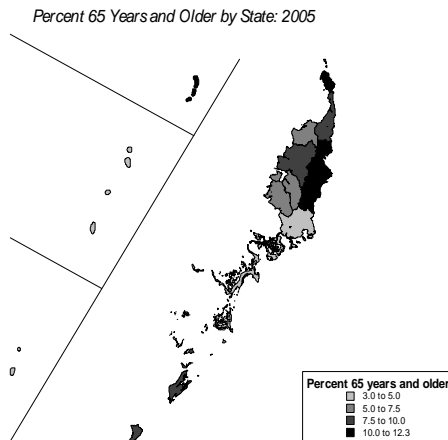 Percent 65 Years and Older by State: 2005
Percent 65 years and older
3.0 to 5.0
5.0 to 7.5
7.5 to 10.0
10.0 to 12.3